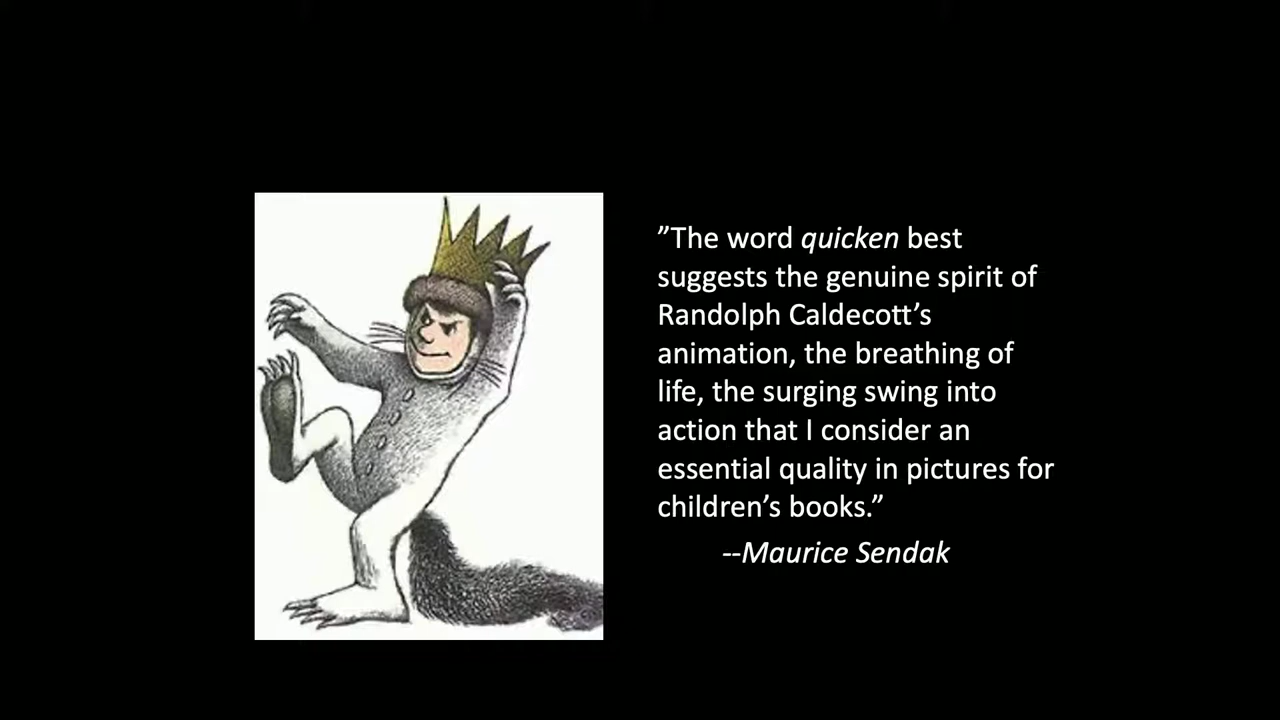 ”The word quicken best
suggests the genuine spirit of
Randolph Caldecott’s
animation, the breathing of
life, the surging swing into
action that I consider an
essential quality in pictures for
children’s books.”
--Maurice Sendak